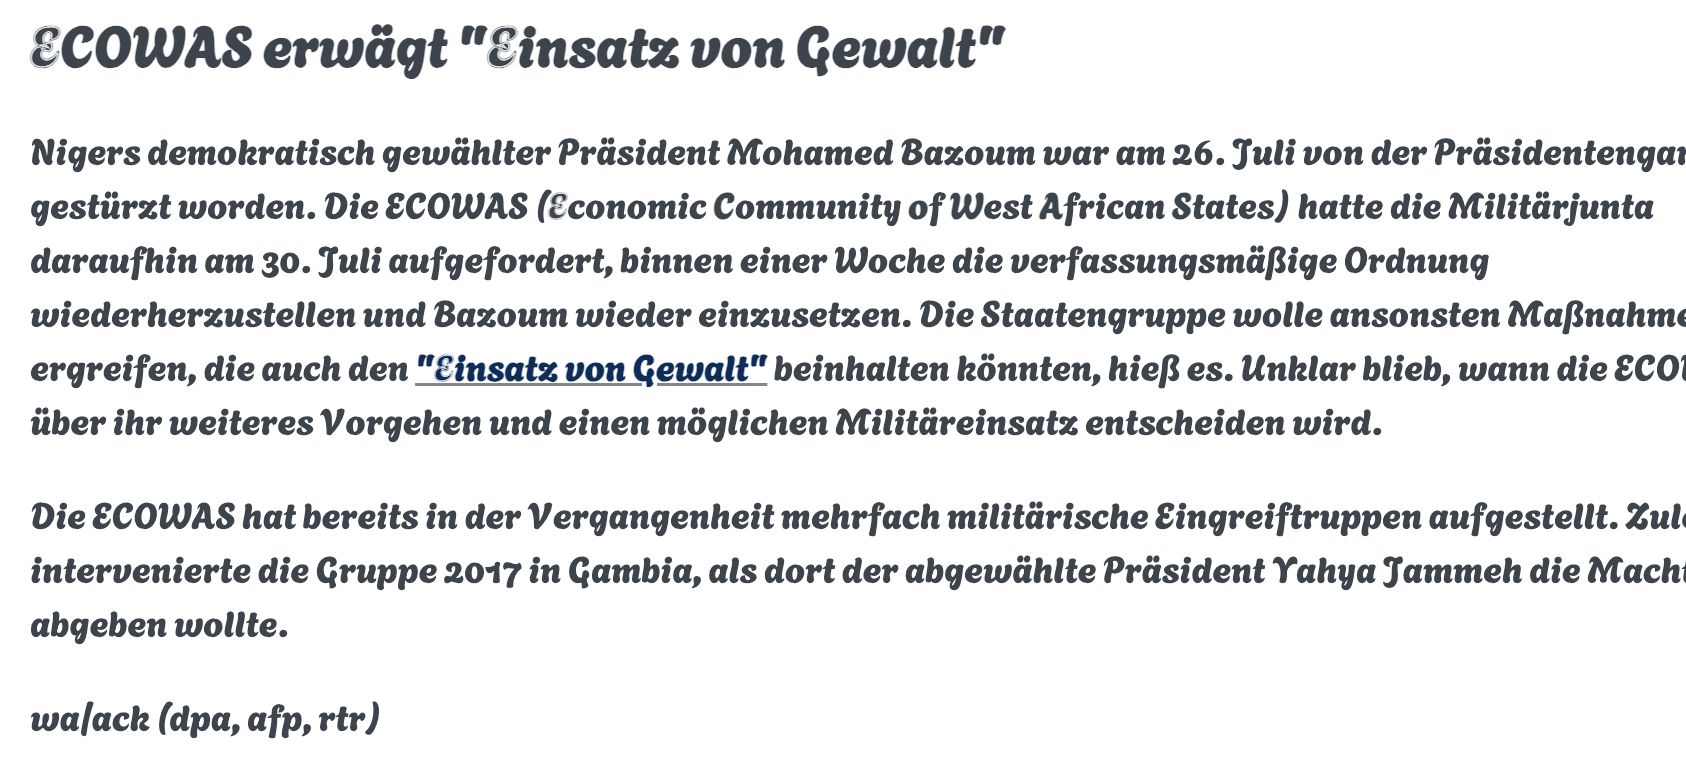 ECOWAS erwägt "Einsatz von Gewalt"
Nigers demokratisch gewählter Präsident Mohamed Bazoum war am 26. Juli von der
gestürzt worden. Die ECOWAS (Economic Community of West African States) hatte die Militärjunta
daraufhin am 30. Juli aufgefordert, binnen einer Woche die verfassungsmäßige Ordnung
wiederherzustellen und Bazoum wieder einzusetzen. Die Staatengruppe wolle ansonsten
ergreifen, die auch den "Einsatz von Gewalt" beinhalten könnten, hieß es. Unklar blieb, wann die
über ihr weiteres Vorgehen und einen möglichen Militäreinsatz entscheiden wird.
Die ECOWAS hat bereits in der Vergangenheit mehrfach militärische Eingreiftruppen aufgestellt.
intervenierte die Gruppe 2017 in Gambia, als dort der abgewählte Präsident Yahya Jammeh die Macht
abgeben wollte.
wa/ack (dpa, afp, rtr)